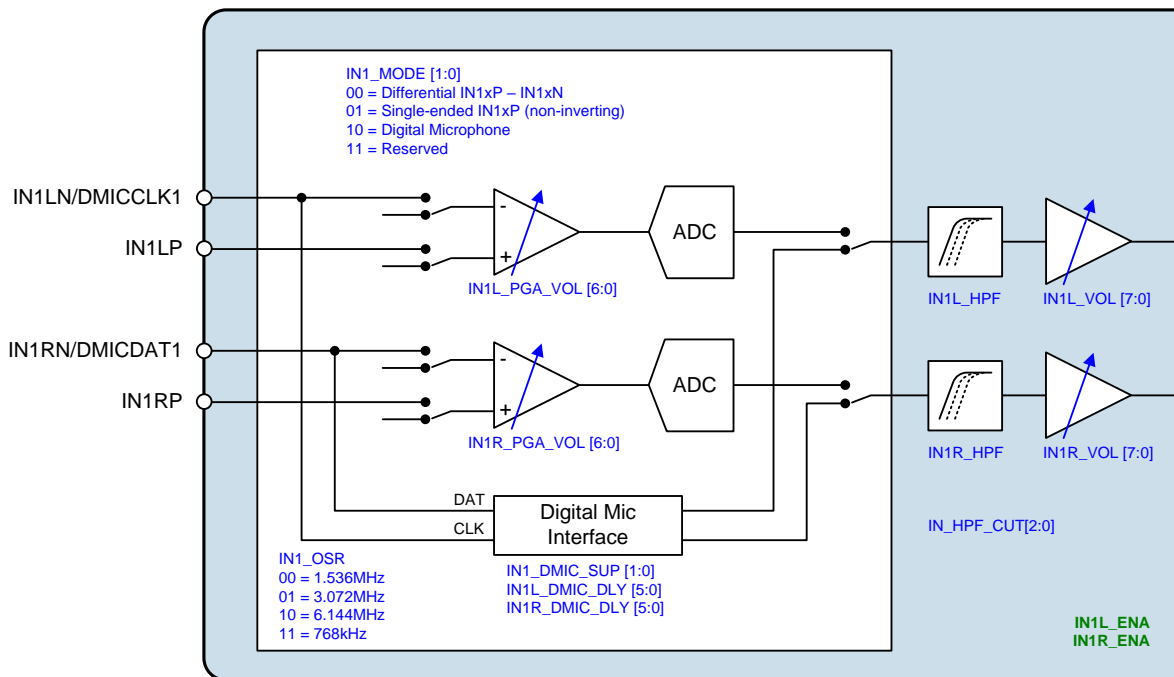 IN1_MODE [1:0]
00 = Differential IN1xP – IN1xN
01 = Single-ended IN1xP (non-inverting)
10 = Digital Microphone
11 = Reserved
IN1LN/DMICCLK1
-
ADC
IN1LP
+
IN1L_PGA_VOL [6:0]
IN1L_HPF
IN1L_VOL [7:0]
IN1RN/DMICDAT1
-
ADC
IN1RP
+
IN1R_PGA_VOL [6:0]
IN1R_HPF
IN1R_VOL [7:0]
DAT
CLK
Digital Mic
Interface
IN_HPF_CUT[2:0]
IN1_OSR
00 = 1.536MHz
01 = 3.072MHz
10 = 6.144MHz
11 = 768kHz
IN1_DMIC_SUP [1:0]
IN1L_DMIC_DLY [5:0]
IN1R_DMIC_DLY [5:0]
IN1L_ENA
IN1R_ENA